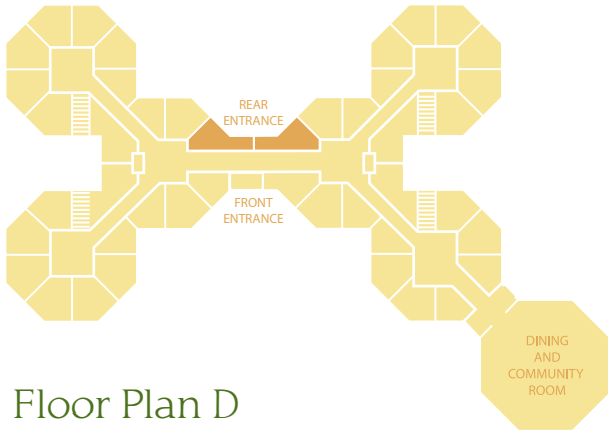 REAR
ENTRANCE
FRONT
ENTRANCE
DINING
AND
COMMUNITY
ROOM
Floor Plan D